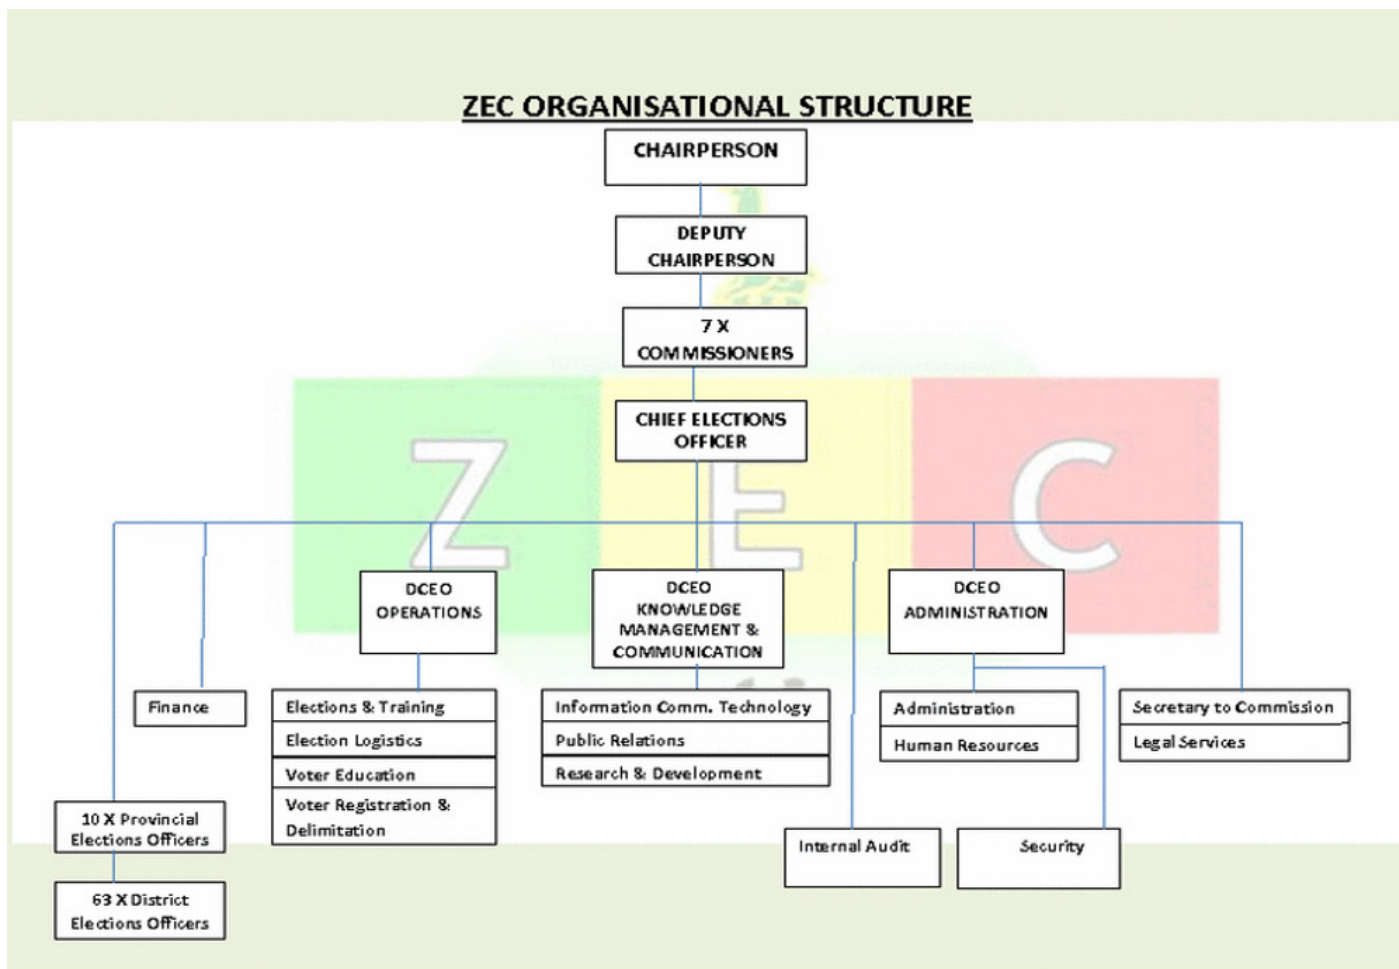 ZEC ORGANISATIONAL STRUCTURE
CHAIRPERSON
DEPUTY
CHAIRPERSON
7 X
COMMISSIONERS
CHIEF ELECTIONS
OFFICER
Z E C
DCEO
OPERATIONS
DCEO
KNOWLEDGE
MANAGEMENT &
COMMUNICATION
DCEO
ADMINISTRATION
Finance
Elections & Training
Election Logistics
Voter Education
Voter Registration &
Delimitation
Information Comm. Technology
Public Relations
Research & Development
Administration
Human Resources
Secretary to Commission
Legal Services
10 X Provincial
Elections Officers
Internal Audit
Security
63 X District
Elections Officers